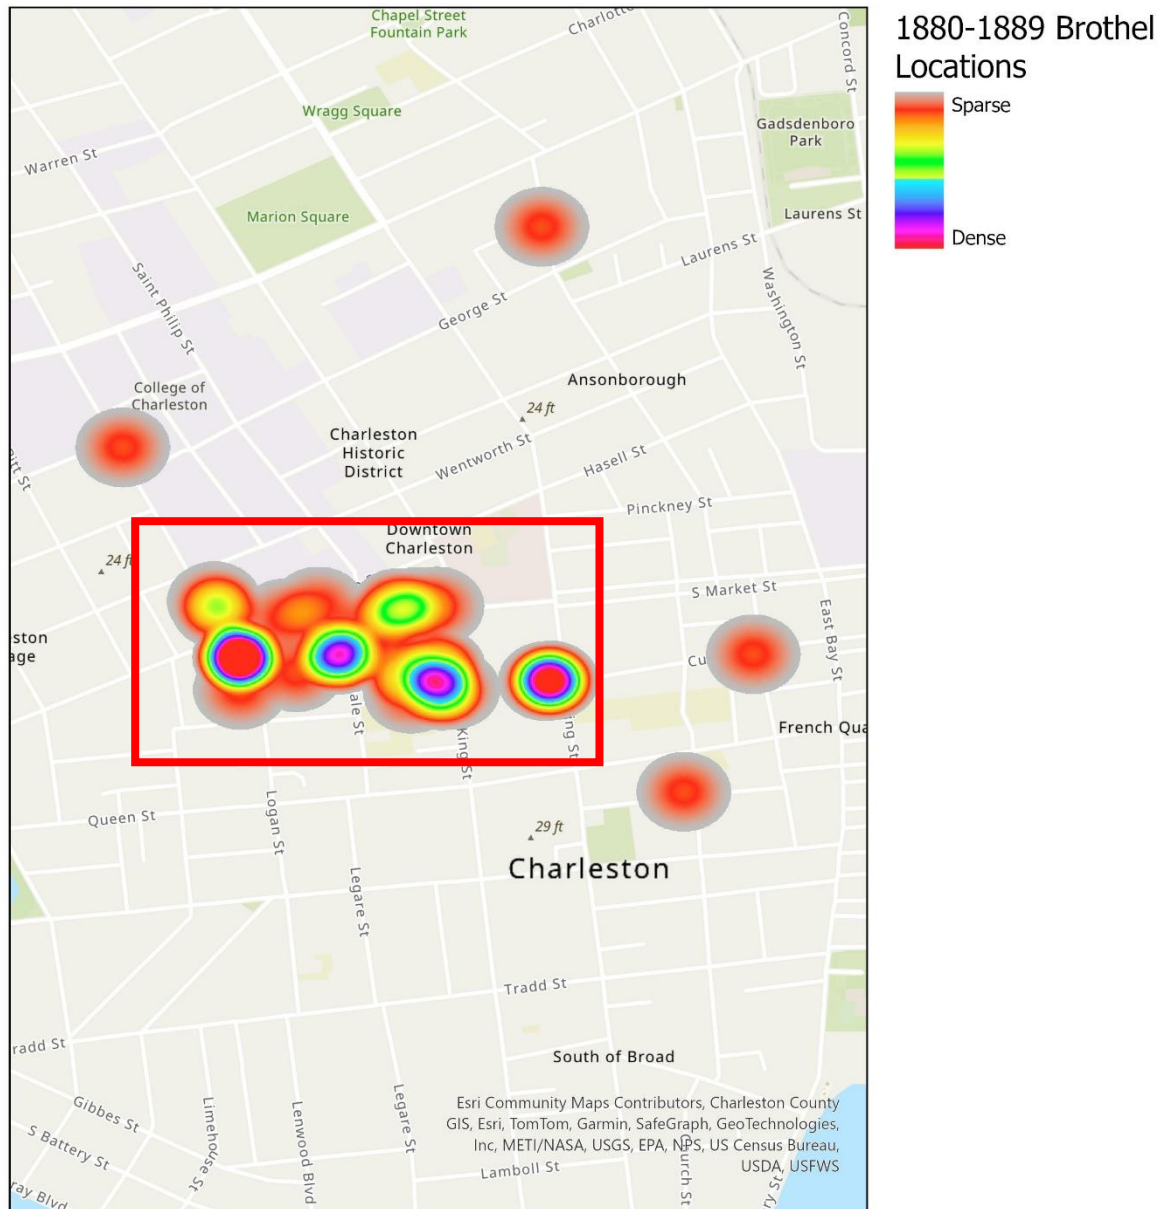 1880-1889 Brothel
Locations
Sparse
Dense
Chapel Street
Fountain Park
Concord St
Wragg Square
Gadsdenboro
Park
Warren St
Marion Square
Laurens St
Laurens St
Saint Philip St
Washington St
George St
College of
Charleston
Ansonborough
24 ft
Charleston
Historic
District
Wentworth St
Hasell St
Pinckney St
Downtown
Charleston
24 ft
S Market St
East Bay St
French Qua
King St
Queen St
Logan St
29 ft
Charleston
Legare St
Tradd St
South of Broad
Gibbes St
S Battery St
Limehouse St
Lenwood Blvd
Legare St
Lamboll St
Church St
Esri Community Maps Contributors, Charleston County
GIS, Esri, TomTom, Garmin, SafeGraph, GeoTechnologies,
Inc, METI/NASA, USGS, EPA, NPS, US Census Bureau,
USDA, USFWS